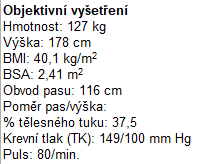 Objektivní vyšetření
Hmotnost: 127 kg
Výška: 178 cm
BMI: 40,1 kg/m²
BSA: 2,41 m²
Obvod pasu: 116 cm
Poměr pas/výška:
% tělesného tuku: 37,5
Krevní tlak (TK): 149/100 mm Hg
Puls: 80/min.